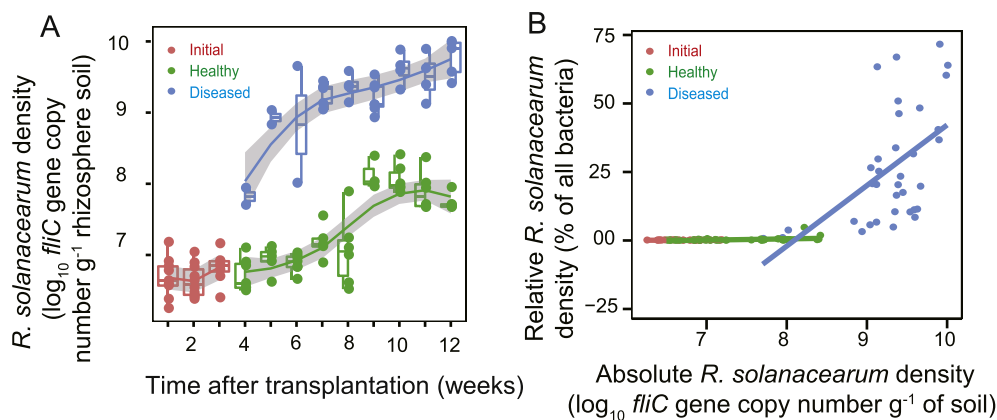 A
R. solanacearum density
(log10 fliC gene copy
number g-1 rhizosphere soil)
10
9
8
7
Initial
Healthy
Diseased
2 4 6 8 10 12
Time after transplantation (weeks)
B
Relative R. solanacearum
density (% of all bacteria)
75
50
25
00
−25
Initial
Healthy
Diseased
7 8 9 10
Absolute R. solanacearum density
(log10 fliC gene copy number g-1 of soil)